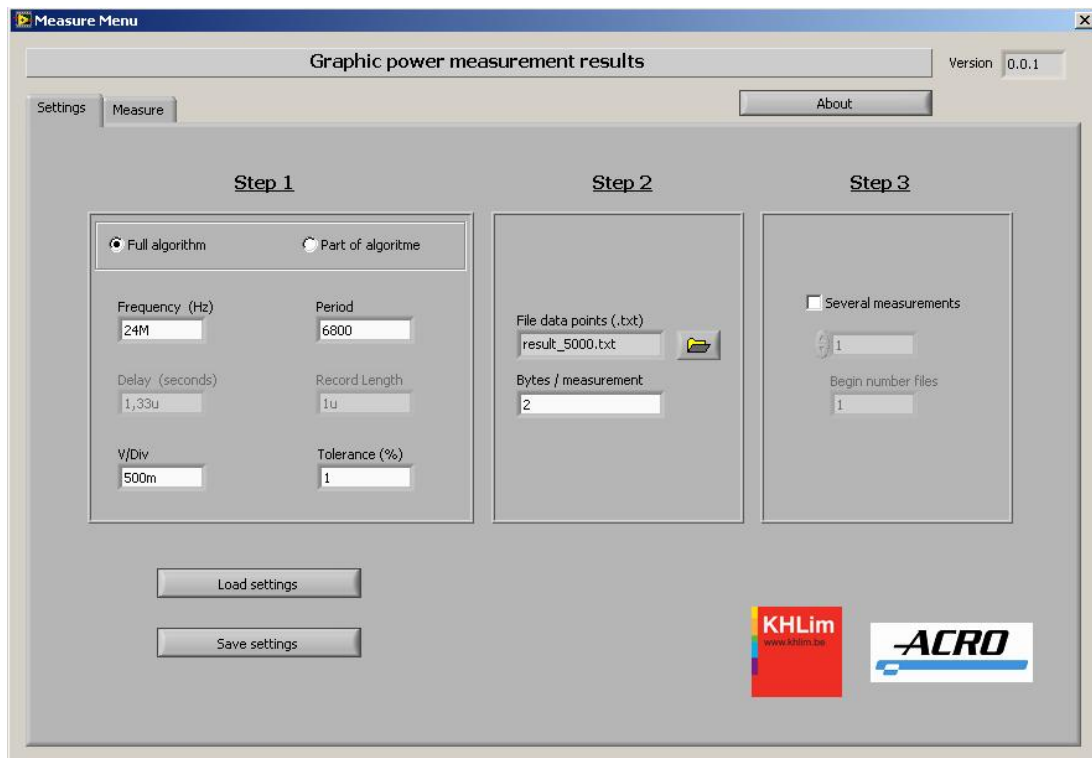 Measure Menu
Graphic power measurement results
Version 0.0.1
Settings
Measure
About
Step 1
Step 2
Step 3
Full algorithm
Part of algoritme
Frequency (Hz)
Period
24M
6800
Delay (seconds)
Record Length
1,33u
1u
V/Div
Tolerance (%)
500m
1
File data points (.txt)
result_5000.txt
Bytes / measurement
2
Several measurements
1
Begin number files
1
Load settings
Save settings
KHLim
www.khlim.be
ACRO